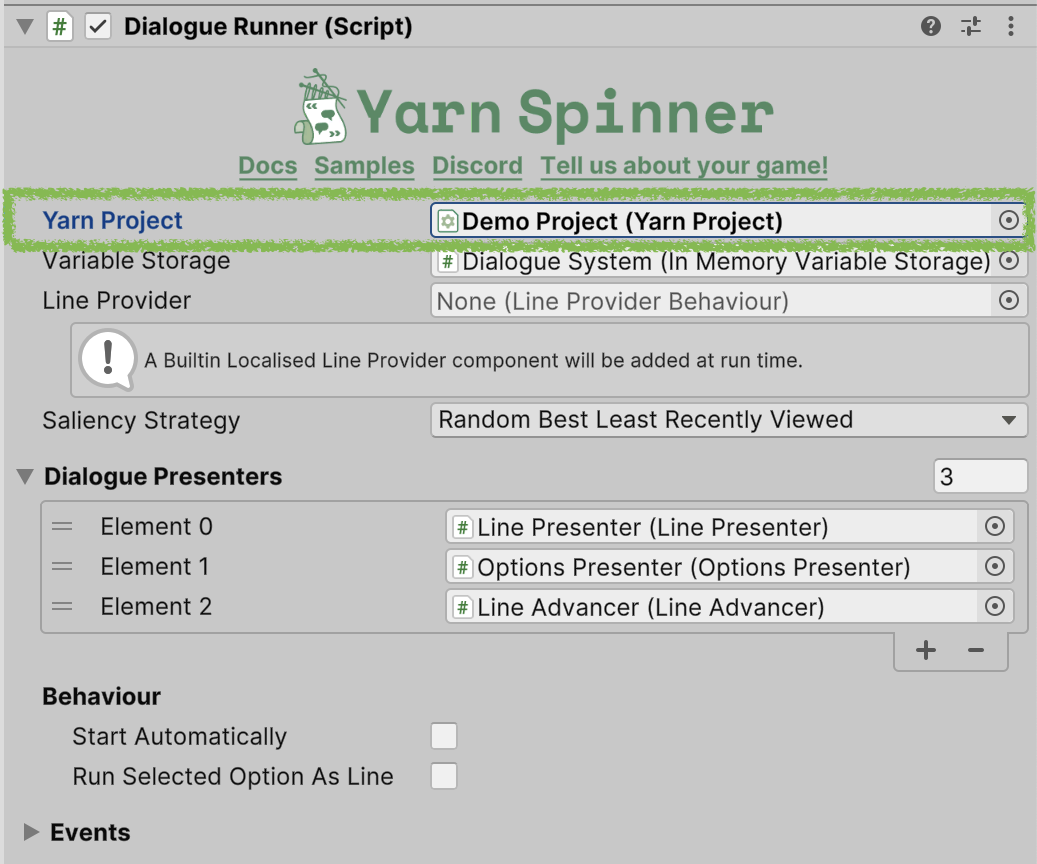 Dialogue Runner (Script)
Yarn Spinner
Docs Samples Discord Tell us about your game!
Yarn Project Demo Project (Yarn Project)
Variable Storage # Dialogue System (In Memory Variable Storage)
Line Provider None (Line Provider Behaviour)
! A Builtin Localised Line Provider component will be added at run time.
Saliency Strategy Random Best Least Recently Viewed
Dialogue Presenters 3
Element 0 # Line Presenter (Line Presenter)
Element 1 # Options Presenter (Options Presenter)
Element 2 # Line Advancer (Line Advancer)
Behaviour
Start Automatically
Run Selected Option As Line
Events